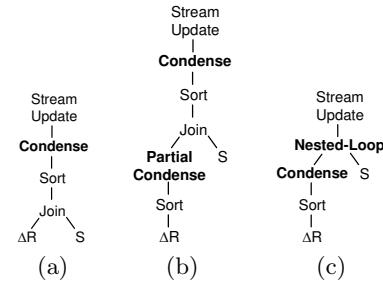 Stream
Update
Condense
Sort
Join
ΔR S
(a)
Stream
Update
Condense
Sort
Join
Partial
Condense
S
Sort
ΔR
(b)
Stream
Update
Nested-Loop
Condense S
Sort
ΔR
(c)